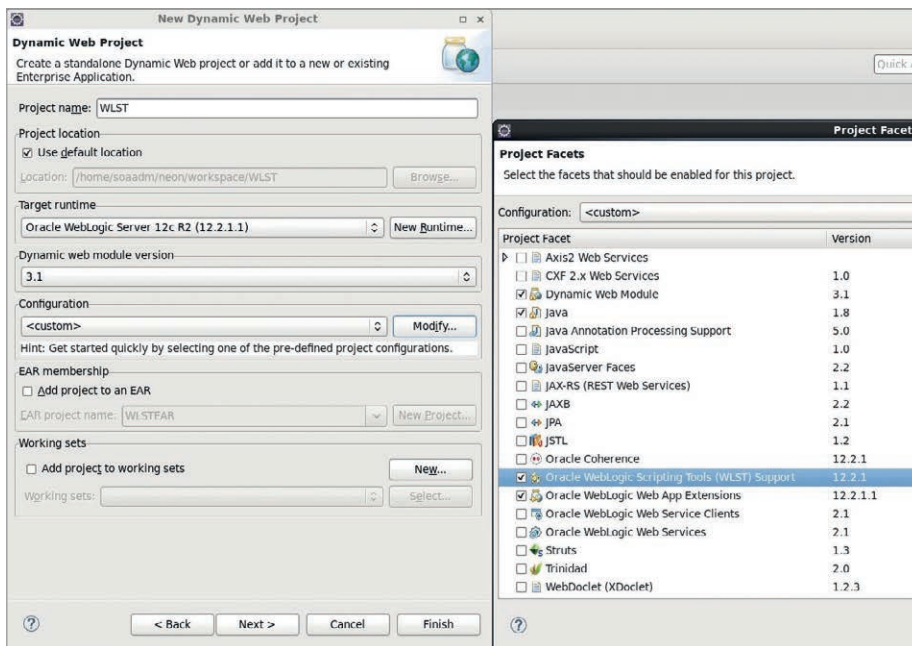 New Dynamic Web Project
Dynamic Web Project
Create a standalone Dynamic Web project or add it to a new or existing
Enterprise Application.
Project name: WLST
Project location
Use default location
Location: /home/soaadm/neon/workspace/WLST Browse...
Target runtime
Oracle WebLogic Server 12c R2 (12.2.1.1) New Runtime...
Dynamic web module version
3.1
Configuration
<custom> Modify...
Hint: Get started quickly by selecting one of the pre-defined project configurations.
EAR membership
Add project to an EAR
EAR project name: WLSTEAR New Project...
Working sets
Add project to working sets New...
Working sets: Select...
? < Back Next > Cancel Finish
Quick
Project Facet
Project Facets
Select the facets that should be enabled for this project.
Configuration: <custom>
Project Facet Version
Axis2 Web Services
CXF 2.x Web Services 1.0
Dynamic Web Module 3.1
Java 1.8
Java Annotation Processing Support 5.0
JavaScript 1.0
JavaServer Faces 2.2
JAX-RS (REST Web Services) 1.1
JAXB 2.2
JPA 2.1
JSTL 1.2
Oracle Coherence 12.2.1
Oracle WebLogic Scripting Tools (WLST) Support 12.2.1
Oracle WebLogic Web App Extensions 12.2.1.1
Oracle WebLogic Web Service Clients 2.1
Oracle WebLogic Web Services 2.1
Struts 1.3
Trinidad 2.0
WebDoclet (XDoclet) 1.2.3
?